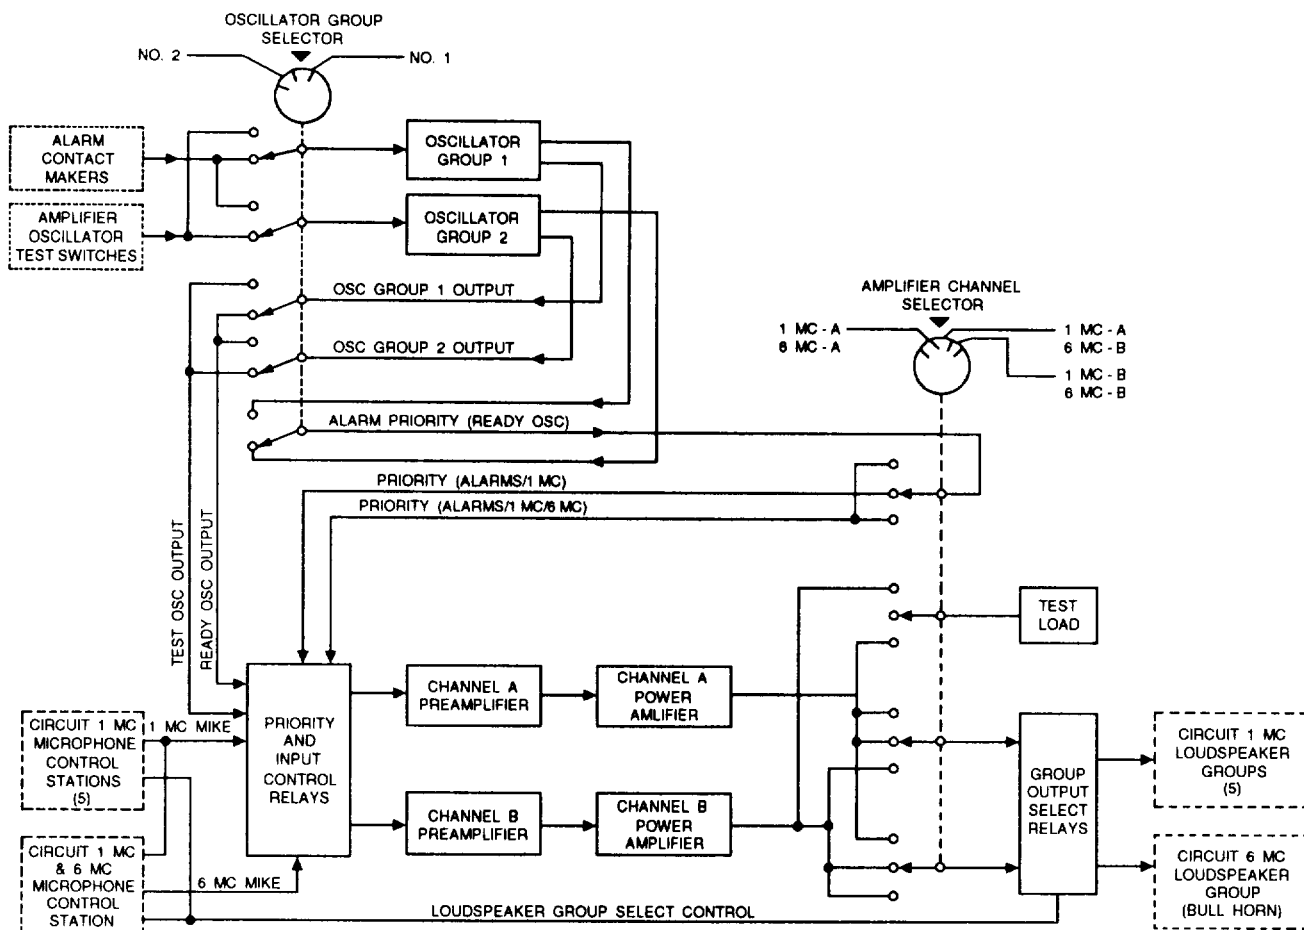 OSCILLATOR GROUP
SELECTOR
NO. 2
NO. 1
ALARM
CONTACT
MAKERS
OSCILLATOR
GROUP 1
AMPLIFIER
OSCILLATOR
TEST SWITCHES
OSCILLATOR
GROUP 2
OSC GROUP 1 OUTPUT
OSC GROUP 2 OUTPUT
AMPLIFIER CHANNEL
SELECTOR
1 MC - A
6 MC - A
1 MC - A
6 MC - B
1 MC - B
6 MC - B
ALARM PRIORITY (READY OSC)
PRIORITY (ALARMS/1 MC)
PRIORITY (ALARMS/1 MC/6 MC)
TEST OSC OUTPUT
READY OSC OUTPUT
TEST
LOAD
PRIORITY
AND
INPUT
CONTROL
RELAYS
CHANNEL A
PREAMPLIFIER
CHANNEL A
POWER
AMLIFIER
CHANNEL B
PREAMPLIFIER
CHANNEL B
POWER
AMPLIFIER
CIRCUIT 1 MC
MICROPHONE
CONTROL
STATIONS
(5)
1 MC MIKE
GROUP
OUTPUT
SELECT
RELAYS
CIRCUIT 1 MC
LOUDSPEAKER
GROUPS
(5)
CIRCUIT 1 MC
& 6 MC
MICROPHONE
CONTROL
STATION
6 MC MIKE
LOUDSPEAKER GROUP SELECT CONTROL
CIRCUIT 6 MC
LOUDSPEAKER
GROUP
(BULL HORN)